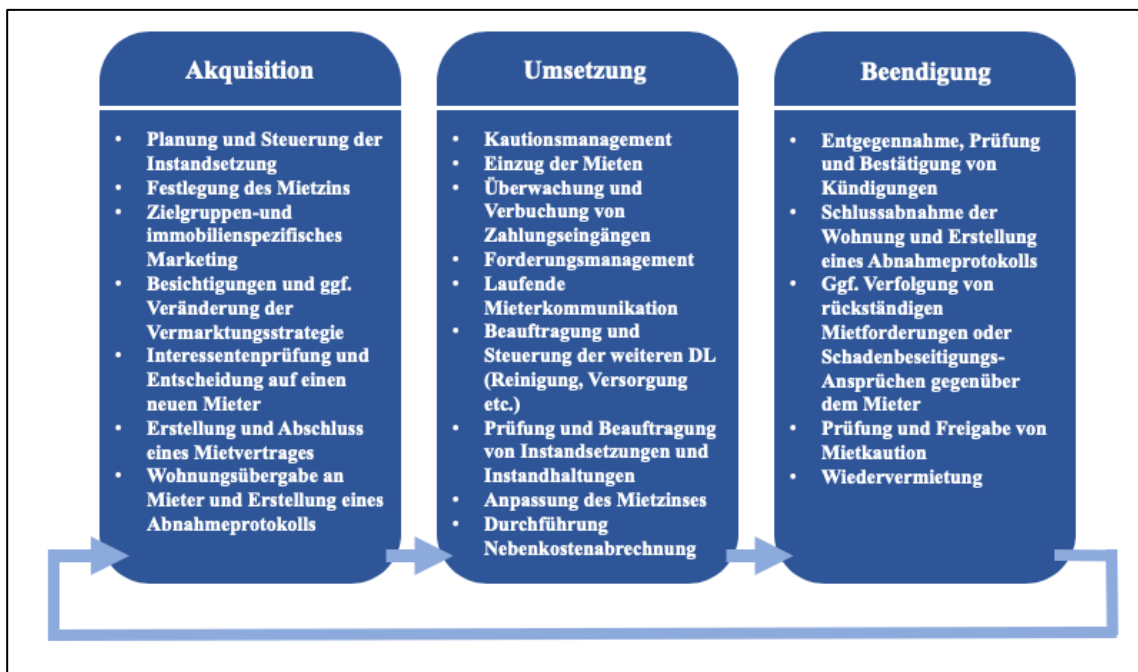 Akquisition
• Planung und Steuerung der
Instandsetzung
• Festlegung des Mietzins
• Zielgruppen-und
immobilienspezifisches
Marketing
• Besichtigungen und ggf.
Veränderung der
Vermarktungsstrategie
• Interessentenprüfung und
Entscheidung auf einen
neuen Mieter
• Erstellung und Abschluss
eines Mietvertrages
• Wohnungsübergabe an
Mieter und Erstellung eines
Abnahmeprotokolls
Umsetzung
• Kautionsmanagement
• Einzug der Mieten
• Überwachung und
Verbuchung von
Zahlungseingängen
• Forderungsmanagement
• Laufende
Mieterkommunikation
• Beauftragung und
Steuerung der weiteren DL
(Reinigung, Versorgung
etc.)
• Prüfung und Beauftragung
von Instandsetzungen und
Instandhaltungen
• Anpassung des Mietzinses
• Durchführung
Nebenkostenabrechnung
Beendigung
• Entgegennahme, Prüfung
und Bestätigung von
Kündigungen
• Schlussabnahme der
Wohnung und Erstellung
eines Abnahmeprotokolls
• Ggf. Verfolgung von
rückständigen
Mietforderungen oder
Schadenbeseitigungs-
Ansprüchen gegenüber
dem Mieter
• Prüfung und Freigabe von
Mietkaution
• Wiedervermietung